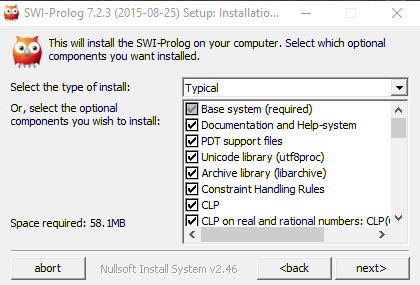 SWI-Prolog 7.2.3 (2015-08-25) Setup: Installatio...
This will install the SWI-Prolog on your computer. Select which optional
components you want installed.
Select the type of install:
Typical
Or, select the optional
components you wish to install:
Base system (required)
Documentation and Help-system
PDT support files
Unicode library (utf8proc)
Archive library (libarchive)
Constraint Handling Rules
CLP
CLP on real and rational numbers: CLP(
Space required: 58.1MB
abort
Nullsoft Install System v2.46
<back
next>